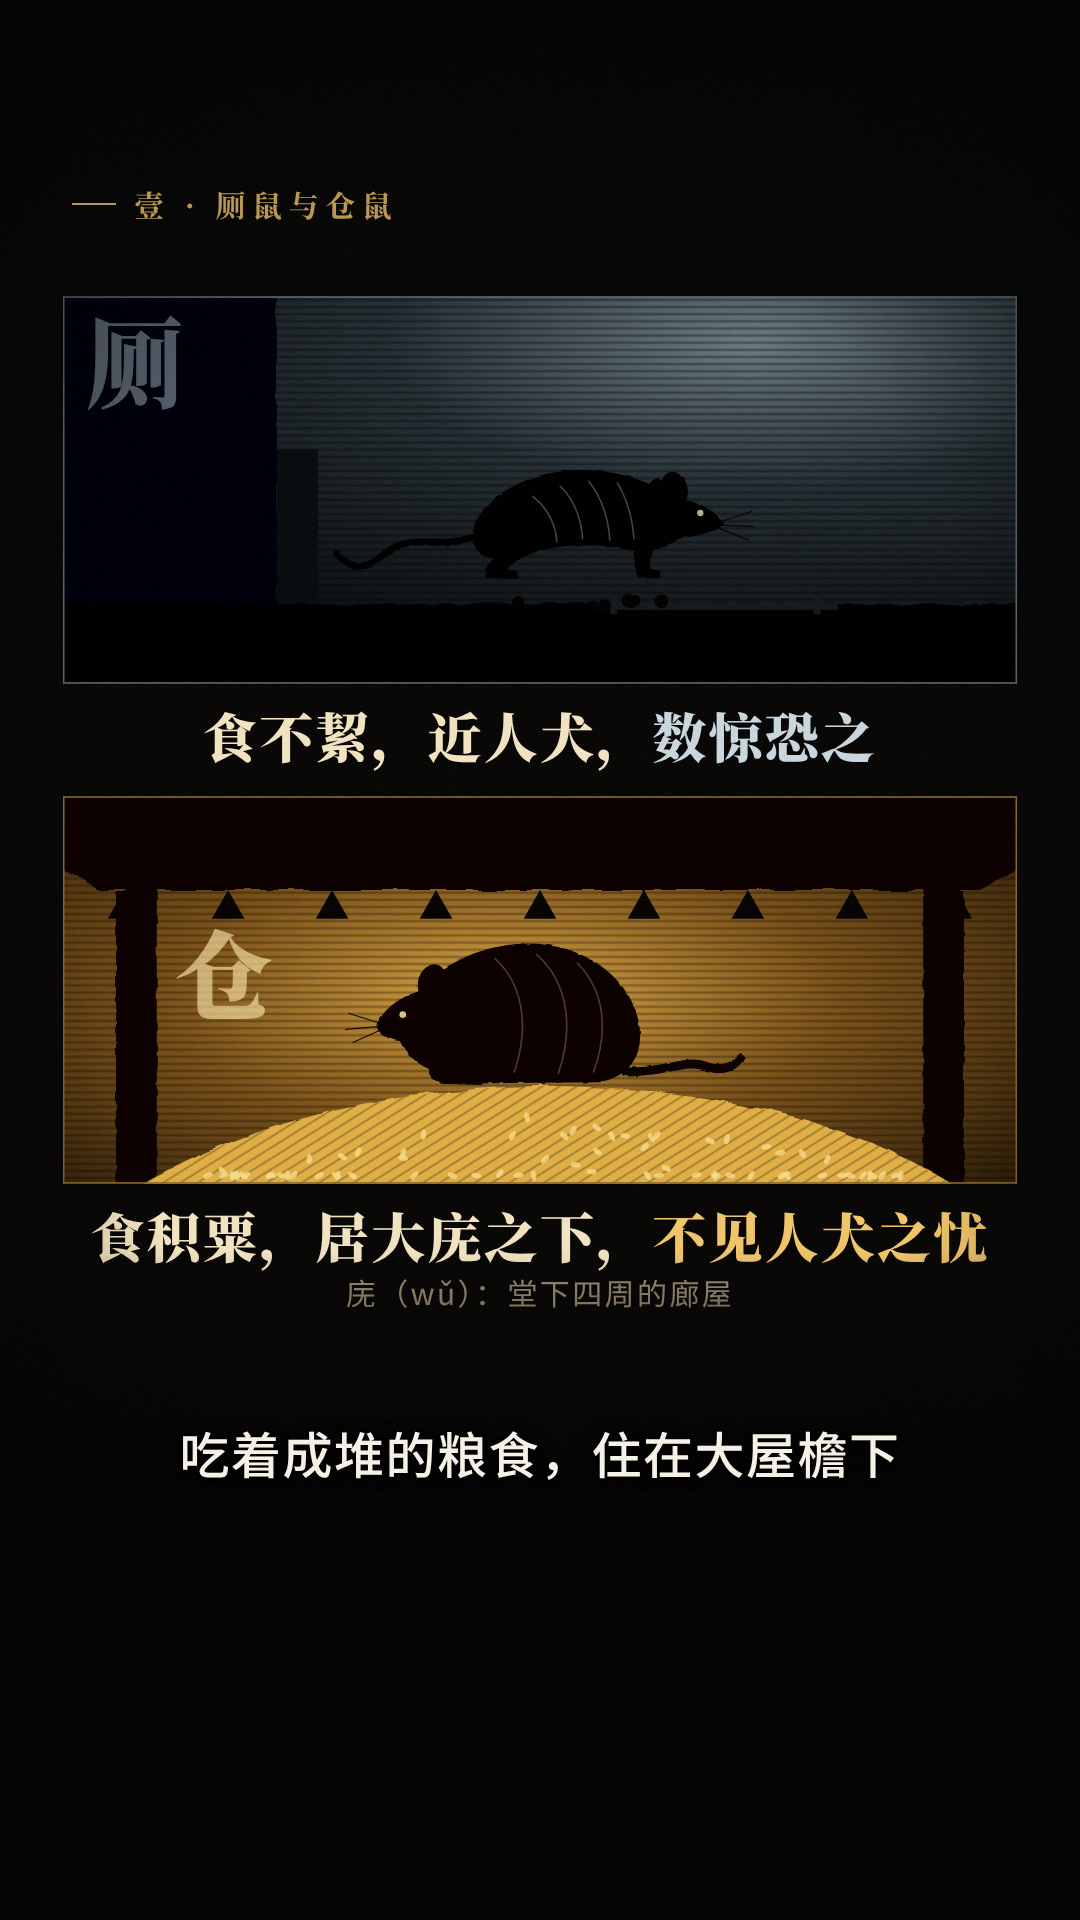 壹 · 厕鼠与仓鼠
厕
食不絜，近人犬，数惊恐之
仓
食积粟，居大庑之下，不见人犬之忧
庑（wǔ）：堂下四周的廊屋
吃着成堆的粮食，住在大屋檐下